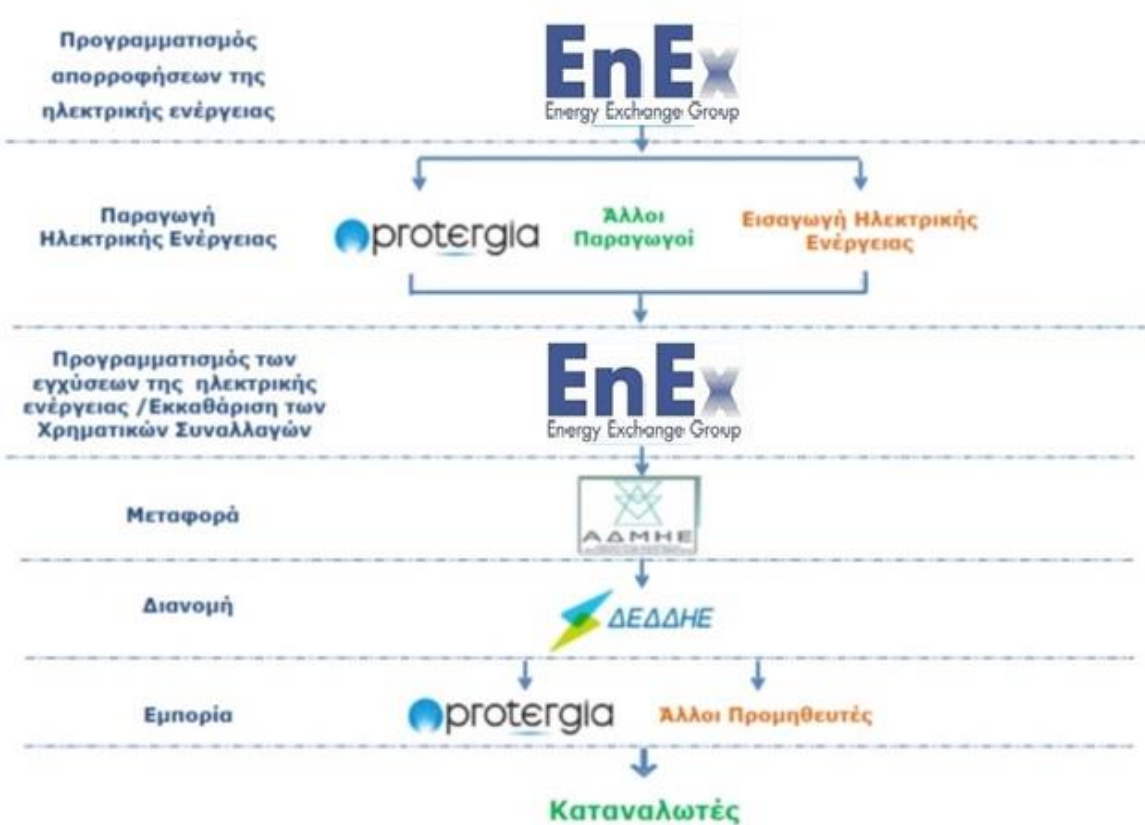 Προγραμματισμός
απορροφήσεων της
ηλεκτρικής ενέργειας
EnEx
Energy Exchange Group
Παραγωγή
Ηλεκτρικής Ενέργειας
protergia
Άλλοι
Παραγωγοί
Εισαγωγή Ηλεκτρικής
Ενέργειας
Προγραμματισμός των
εγχύσεων της ηλεκτρικής
ενέργειας /Εκκαθάριση των
Χρηματικών Συναλλαγών
EnEx
Energy Exchange Group
Μεταφορά
ΑΔΜΗΕ
Διανομή
ΔΕΔΔΗΕ
Εμπορία
protergia
Άλλοι Προμηθευτές
Καταναλωτές